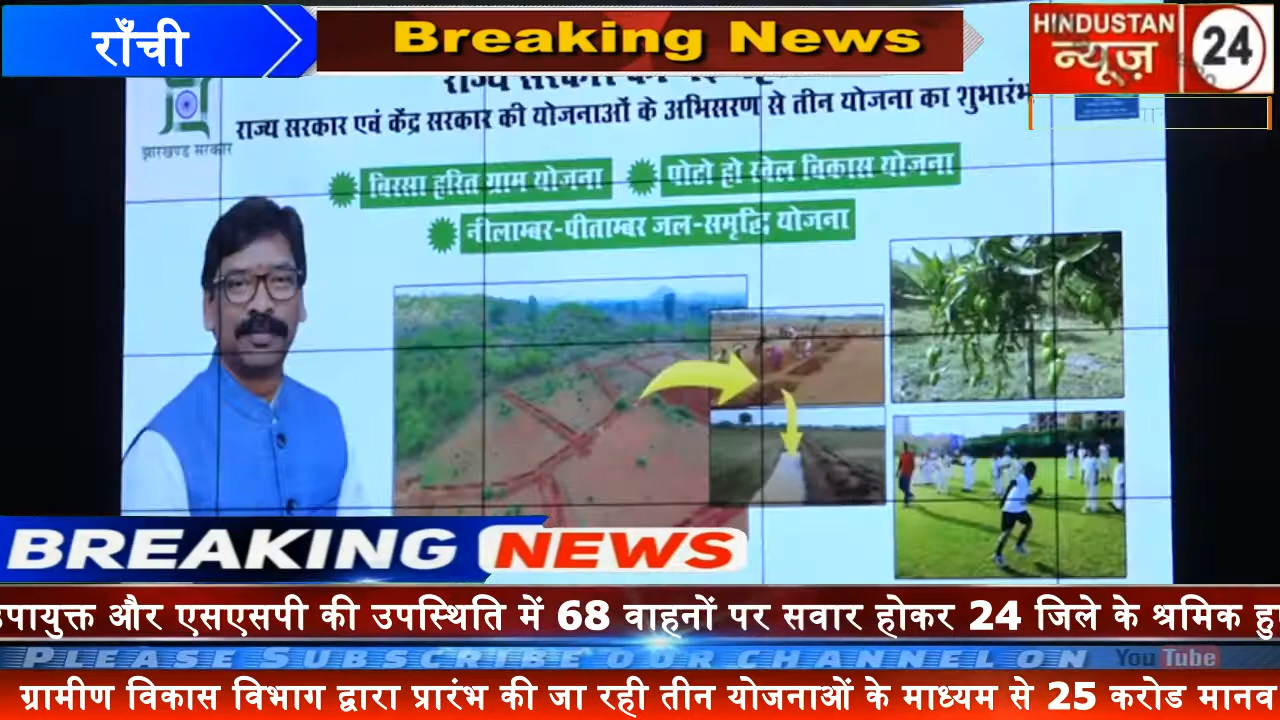 राँची
Breaking News
HINDUSTAN
न्यूज़
24
राज्य सरकार
राज्य सरकार एवं केंद्र सरकार की योजनाओं के अभिसरण से तीन योजना का शुभारंभ
झारखण्ड सरकार
बिरसा हरित ग्राम योजना
पोटो हो खेल विकास योजना
नीलाम्बर-पीताम्बर जल-समृद्धि योजना
BREAKING NEWS
उपायुक्त और एसएसपी की उपस्थिति में 68 वाहनों पर सवार होकर 24 जिले के श्रमिक
PLEASE SUBSCRIBE OUR CHANNEL ON YouTube
ग्रामीण विकास विभाग द्वारा प्रारंभ की जा रही तीन योजनाओं के माध्यम से 25 करोड मानव